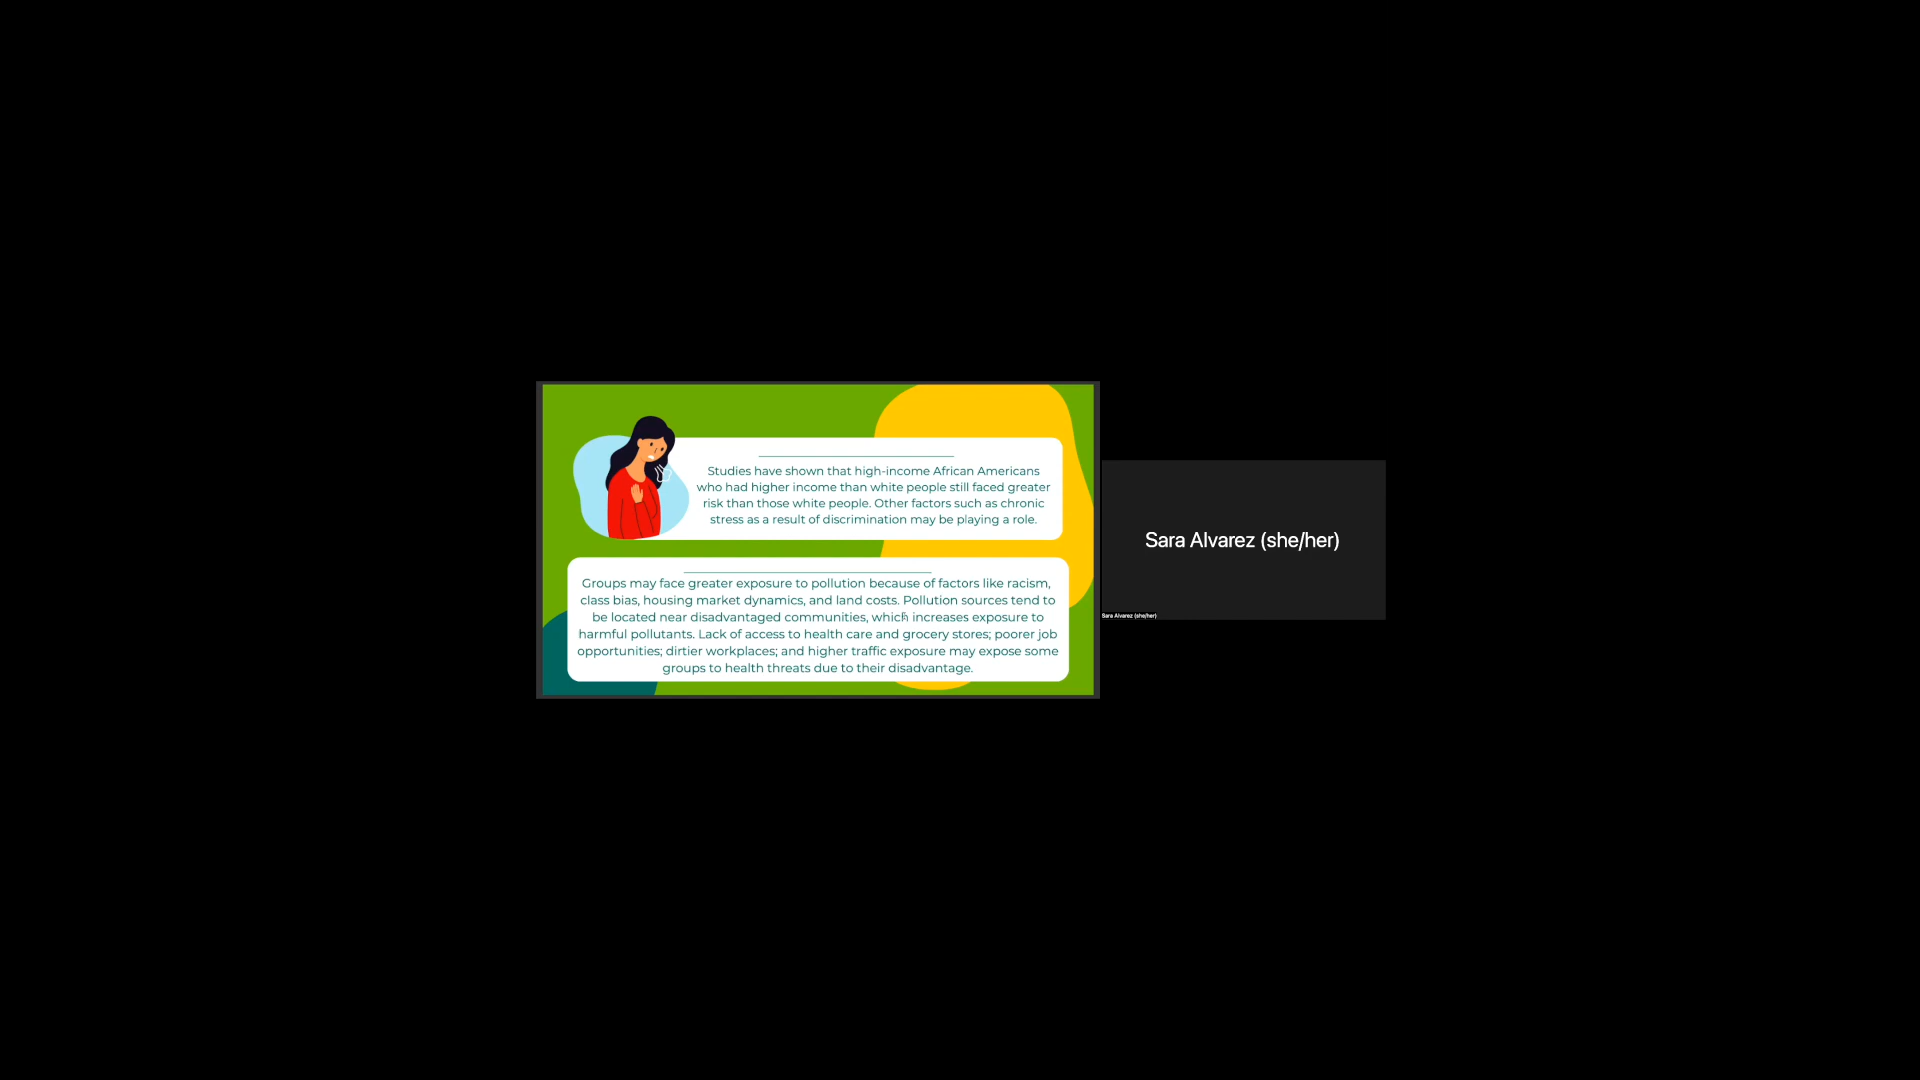 Studies have shown that high-income African Americans
who had higher income than white people still faced greater
risk than those white people. Other factors such as chronic
stress as a result of discrimination may be playing a role.
Groups may face greater exposure to pollution because of factors like racism,
class bias, housing market dynamics, and land costs. Pollution sources tend to
be located near disadvantaged communities, which increases exposure to
harmful pollutants. Lack of access to health care and grocery stores; poorer job
opportunities; dirtier workplaces; and higher traffic exposure may expose some
groups to health threats due to their disadvantage.
Sara Alvarez (she/her)
Sara Alvarez (she/her)